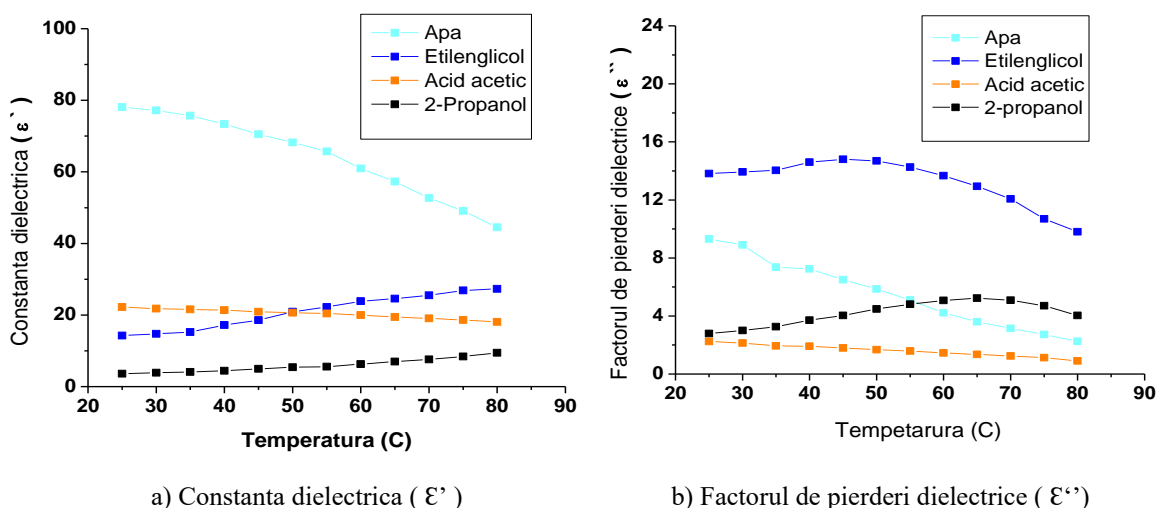 100
80
60
40
20
0
20 30 40 50 60 70 80 90
Constanta dielectrica ( ε` )
Temperatura (C)
Apa
Etilenglicol
Acid acetic
2-Propanol
24
20
16
12
8
4
0
20 30 40 50 60 70 80 90
Factorul de pierderi dielectrice ( ε`` )
Tempetarura (C)
Apa
Etilenglicol
Acid acetic
2-propanol
a) Constanta dielectrica ( Ɛ’ )
b) Factorul de pierderi dielectrice ( Ɛ‘’)